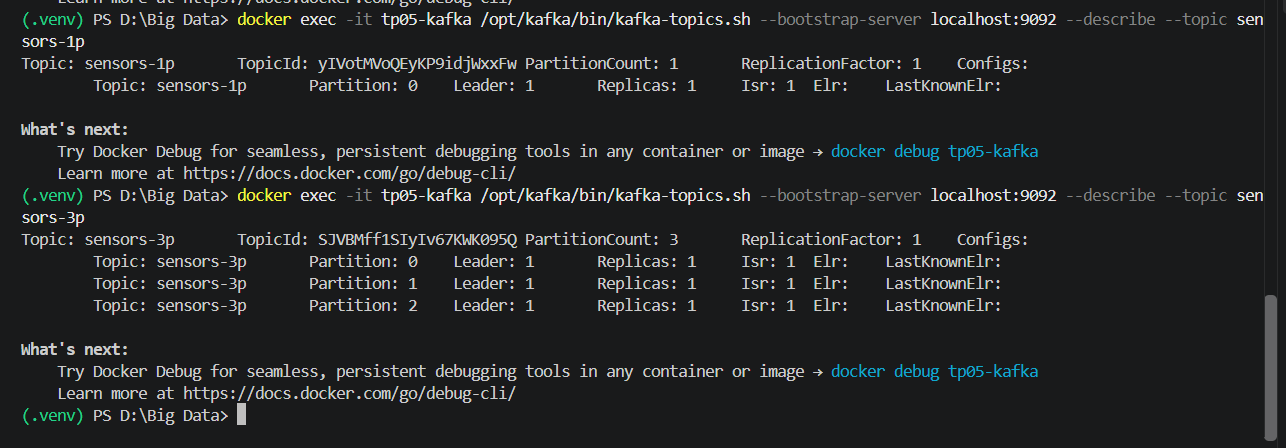 Learn more at https://docs.docker.com/go/debug-cli/
(.venv) PS D:\Big Data> docker exec -it tp05-kafka /opt/kafka/bin/kafka-topics.sh --bootstrap-server localhost:9092 --describe --topic sen
sors-1p
Topic: sensors-1p TopicId: yIVotMVoQEyKP9idjWxxFw PartitionCount: 1 ReplicationFactor: 1 Configs:
Topic: sensors-1p Partition: 0 Leader: 1 Replicas: 1 Isr: 1 Elr: LastKnownElr:
What's next:
Try Docker Debug for seamless, persistent debugging tools in any container or image → docker debug tp05-kafka
Learn more at https://docs.docker.com/go/debug-cli/
(.venv) PS D:\Big Data> docker exec -it tp05-kafka /opt/kafka/bin/kafka-topics.sh --bootstrap-server localhost:9092 --describe --topic sen
sors-3p
Topic: sensors-3p TopicId: SJVBMff1SIyIv67KWK095Q PartitionCount: 3 ReplicationFactor: 1 Configs:
Topic: sensors-3p Partition: 0 Leader: 1 Replicas: 1 Isr: 1 Elr: LastKnownElr:
Topic: sensors-3p Partition: 1 Leader: 1 Replicas: 1 Isr: 1 Elr: LastKnownElr:
Topic: sensors-3p Partition: 2 Leader: 1 Replicas: 1 Isr: 1 Elr: LastKnownElr:
What's next:
Try Docker Debug for seamless, persistent debugging tools in any container or image → docker debug tp05-kafka
Learn more at https://docs.docker.com/go/debug-cli/
(.venv) PS D:\Big Data>